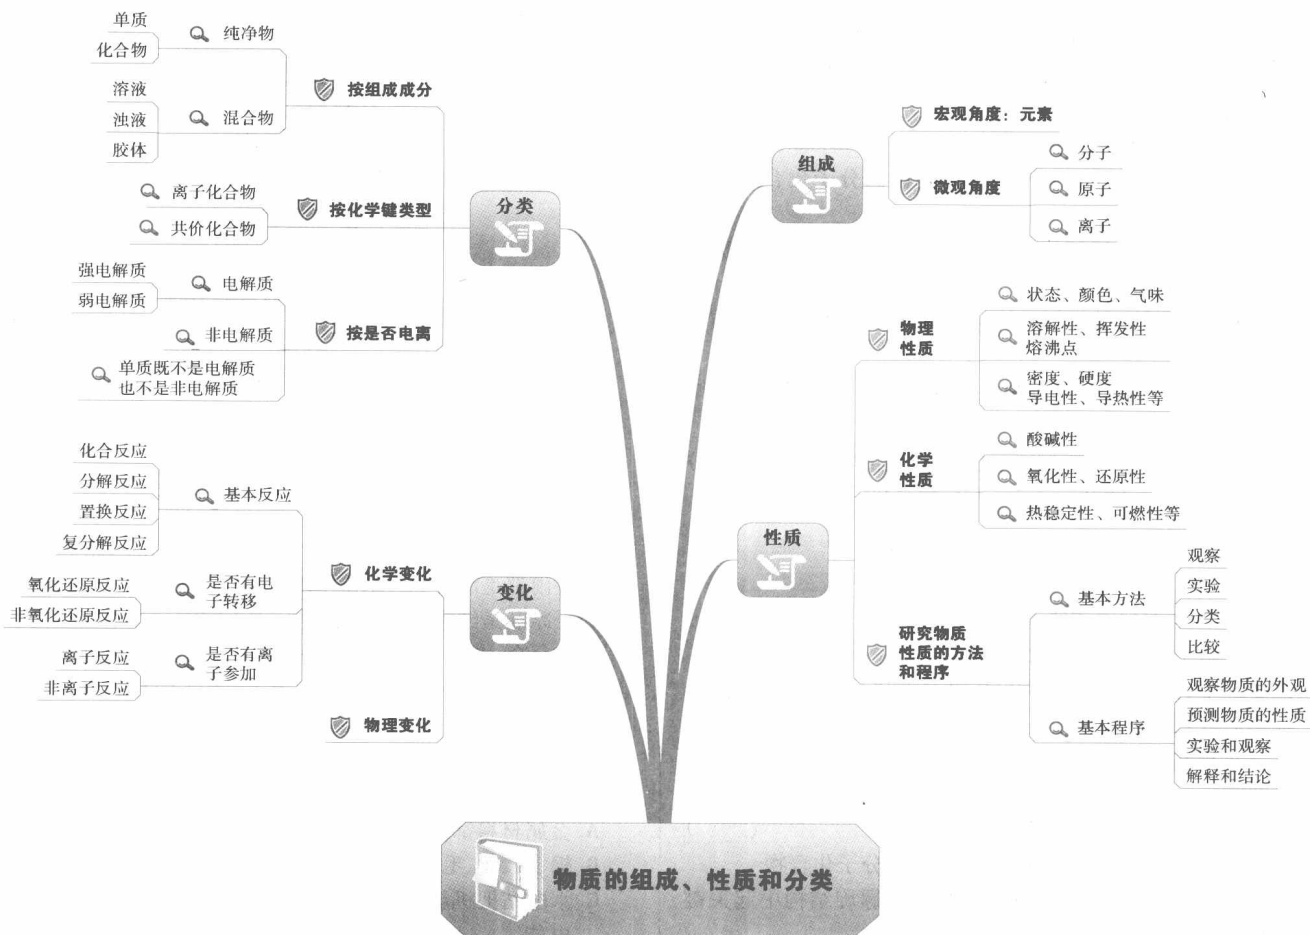 单质
化合物
纯净物
溶液
浊液
胶体
混合物
按组成成分
离子化合物
共价化合物
按化学键类型
强电解质
弱电解质
电解质
非电解质
单质既不是电解质
也不是非电解质
按是否电离
分类
化合反应
分解反应
置换反应
复分解反应
基本反应
氧化还原反应
非氧化还原反应
是否有电
子转移
离子反应
非离子反应
是否有离
子参加
化学变化
物理变化
变化
组成
宏观角度：元素
微观角度
分子
原子
离子
性质
物理
性质
状态、颜色、气味
溶解性、挥发性
熔沸点
密度、硬度
导电性、导热性等
化学
性质
酸碱性
氧化性、还原性
热稳定性、可燃性等
研究物质
性质的方法
和程序
基本方法
观察
实验
分类
比较
基本程序
观察物质的外观
预测物质的性质
实验和观察
解释和结论
物质的组成、性质和分类